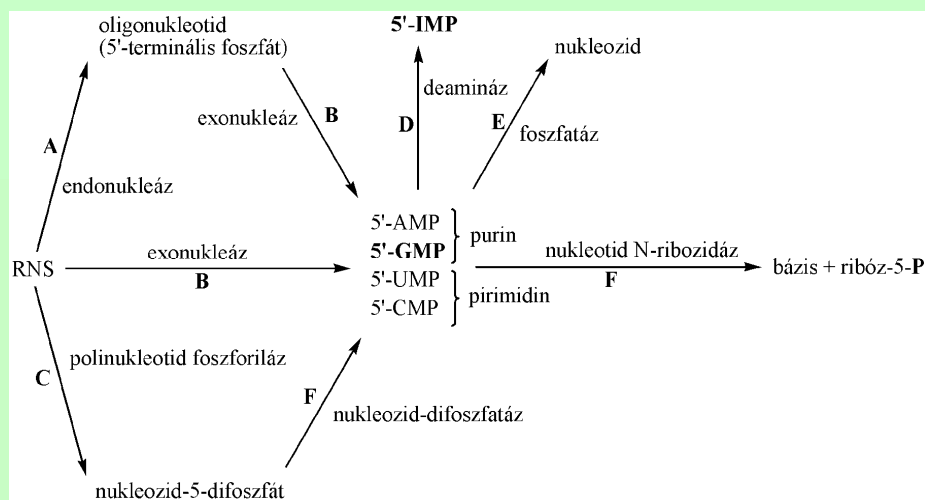 oligonukleotid
(5'-terminális foszfát)
5'-IMP
nukleozid
deamináz
exonukleáz
B
D
E
foszfatáz
A
endonukleáz
5'-AMP
5'-GMP
purin
RNS
exonukleáz
B
nukleotid N-ribozidáz
F
bázis + ribóz-5-P
5'-UMP
5'-CMP
pirimidin
polinukleotid foszforiláz
C
F
nukleozid-difoszfatáz
nukleozid-5-difoszfát